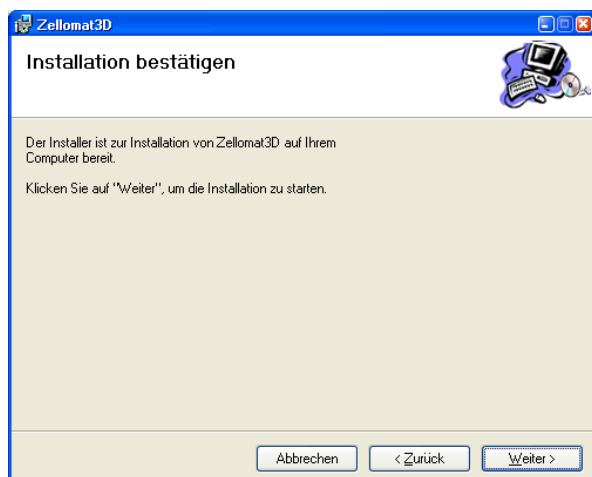 Zellomat3D
Installation bestätigen
Der Installer ist zur Installation von Zellomat3D auf Ihrem
Computer bereit.
Klicken Sie auf "Weiter", um die Installation zu starten.
Abbrechen
< Zurück
Weiter >